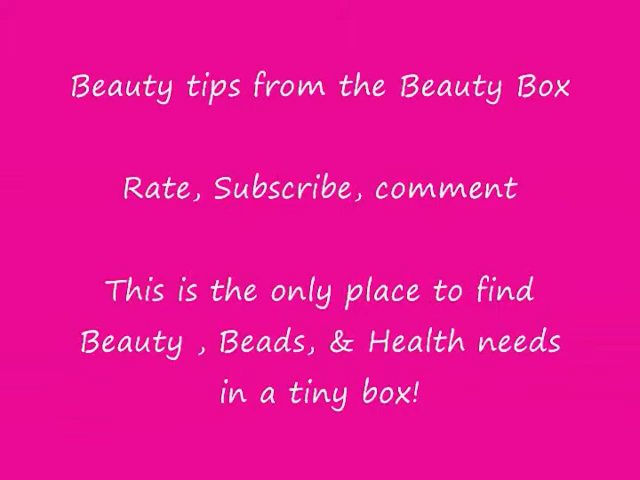 Beauty tips from the Beauty Box
Rate, Subscribe, comment
This is the only place to find
Beauty , Beads, & Health needs
in a tiny box!